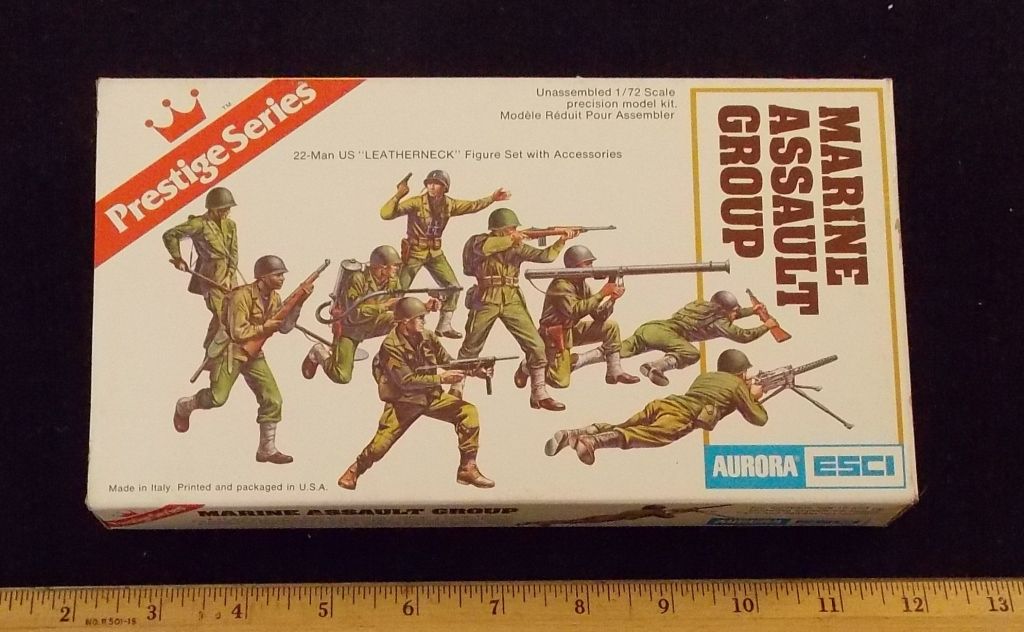 Prestige Series
TM
Unassembled 1/72 Scale
precision model kit.
Modèle Réduit Pour Assembler
22-Man US "LEATHERNECK" Figure Set with Accessories
MARINE
ASSAULT
GROUP
AURORA ESCI
Made in Italy. Printed and packaged in U.S.A.
MARINE ASSAULT GROUP
AURORA ESCI
2 3 4 5 6 7 8 9 10 11 12 13